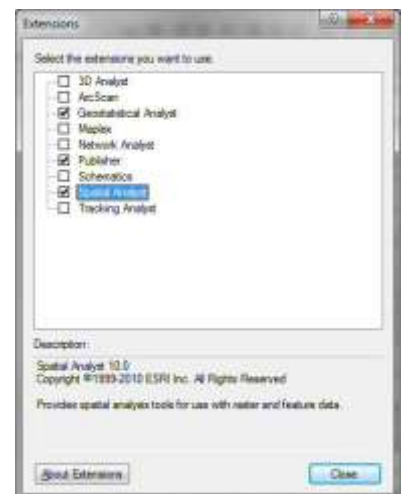 Extensions
Select the extensions you want to use.
3D Analyst
ArcScan
Geostatistical Analyst
Maplex
Network Analyst
Publisher
Schematics
Spatial Analyst
Tracking Analyst
Description:
Spatial Analyst 10.0
Copyright ©1999-2010 ESRI Inc. All Rights Reserved
Provides spatial analysis tools for use with raster and feature data.
About Extensions
Close